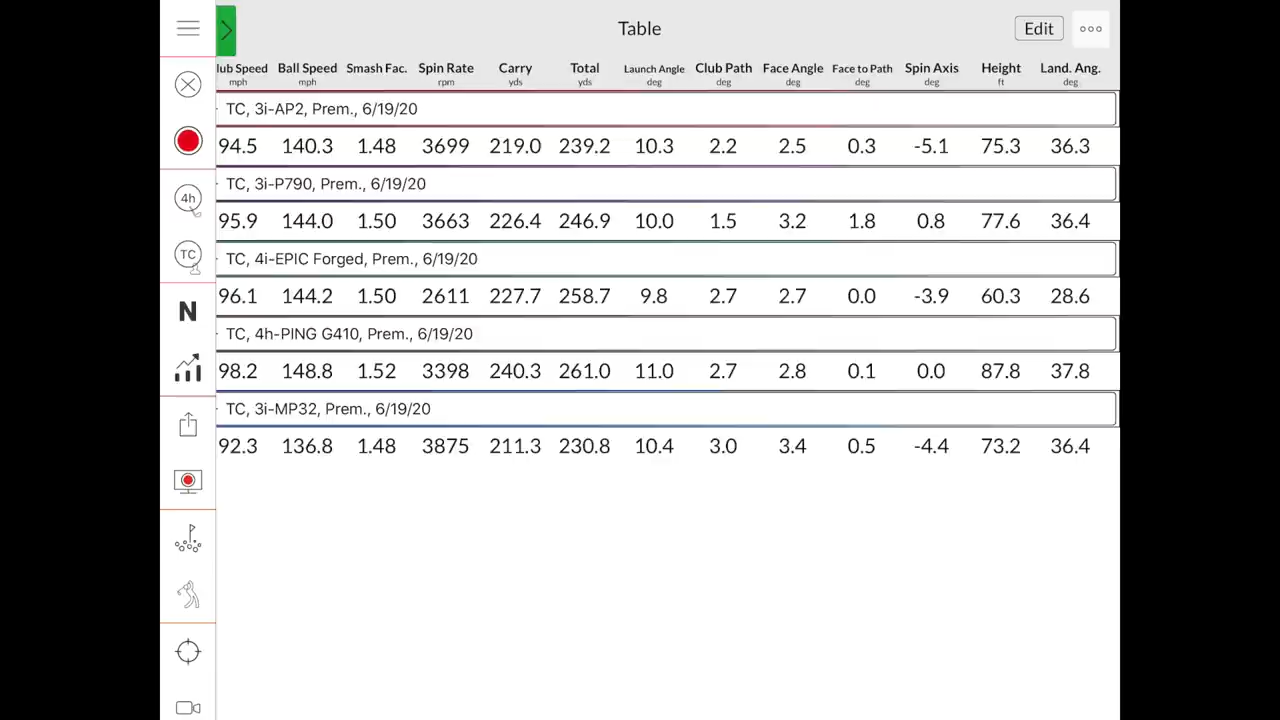 Table
Edit
lub Speed Ball Speed Smash Fac. Spin Rate Carry Total Launch Angle Club Path Face Angle Face to Path Spin Axis Height Land. Ang.
mph mph rpm yds yds deg deg deg deg deg ft deg
TC, 3i-AP2, Prem., 6/19/20
94.5 140.3 1.48 3699 219.0 239.2 10.3 2.2 2.5 0.3 -5.1 75.3 36.3
TC, 3i-P790, Prem., 6/19/20
95.9 144.0 1.50 3663 226.4 246.9 10.0 1.5 3.2 1.8 0.8 77.6 36.4
4h
TC, 4i-EPIC Forged, Prem., 6/19/20
TC
96.1 144.2 1.50 2611 227.7 258.7 9.8 2.7 2.7 0.0 -3.9 60.3 28.6
N
TC, 4h-PING G410, Prem., 6/19/20
98.2 148.8 1.52 3398 240.3 261.0 11.0 2.7 2.8 0.1 0.0 87.8 37.8
TC, 3i-MP32, Prem., 6/19/20
92.3 136.8 1.48 3875 211.3 230.8 10.4 3.0 3.4 0.5 -4.4 73.2 36.4